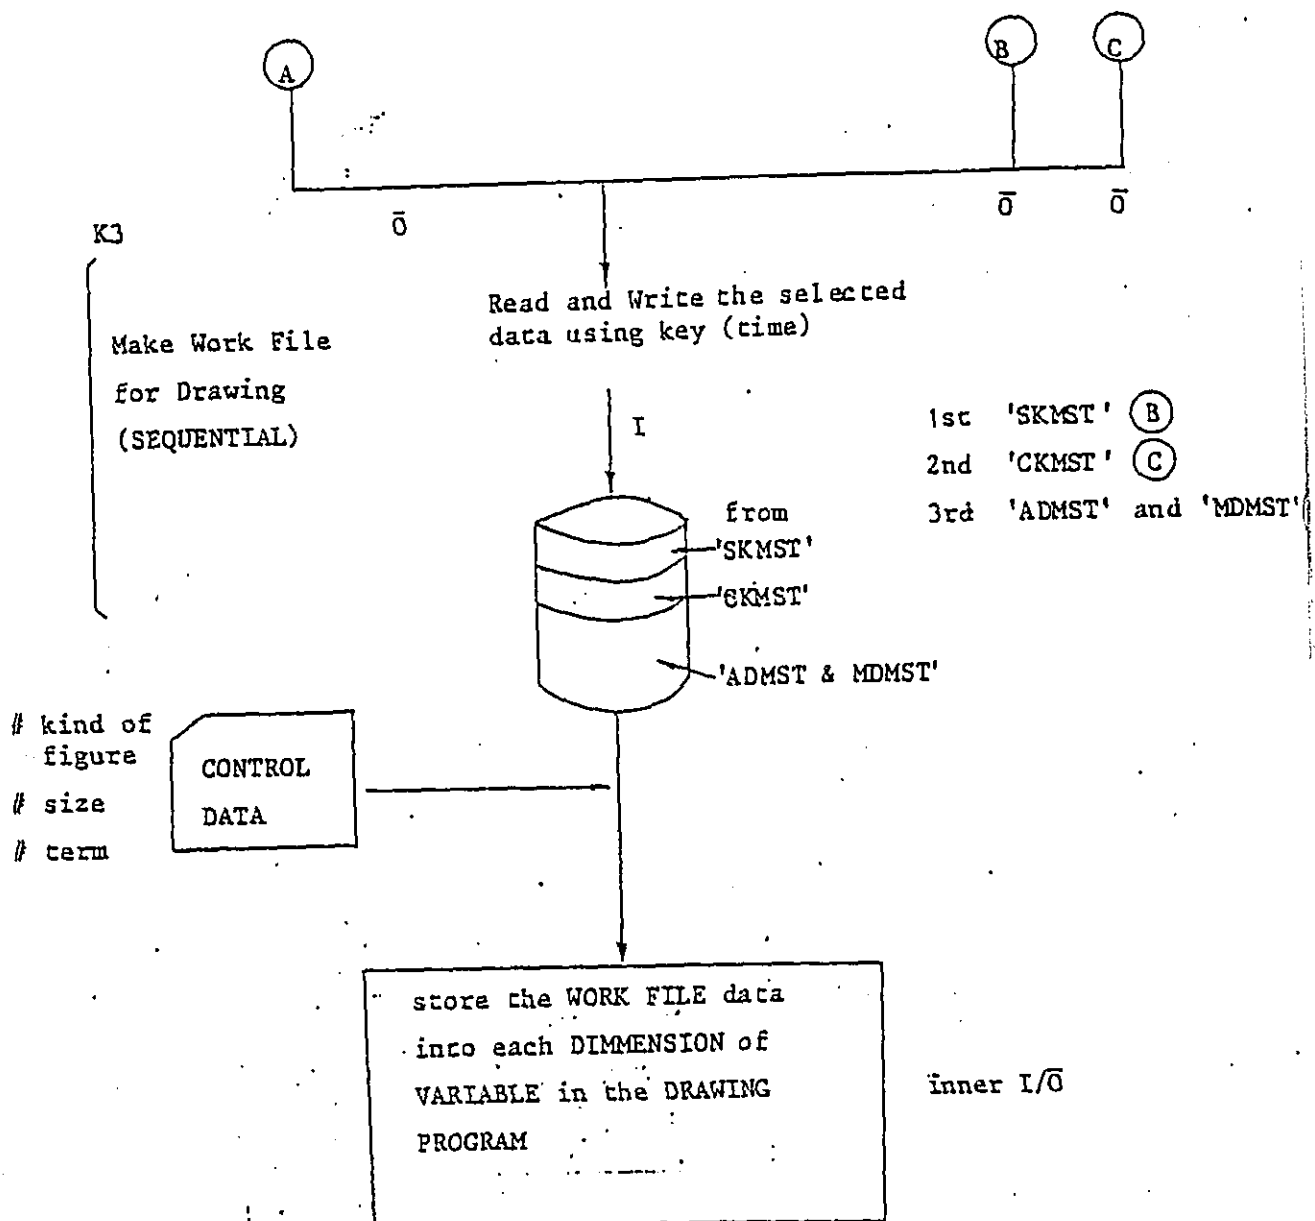 A
B
C
Ō
Ō
Ō
K3
Read and Write the selected
data using key (time)
Make Work File
for Drawing
(SEQUENTIAL)
I
1st 'SKMST' B
2nd 'CKMST' C
3rd 'ADMST' and 'MDMST'
from
'SKMST'
'CKMST'
'ADMST & MDMST'
# kind of
figure
# size
# term
CONTROL
DATA
store the WORK FILE data
into each DIMMENSION of
VARIABLE in the DRAWING
PROGRAM
inner I/Ō